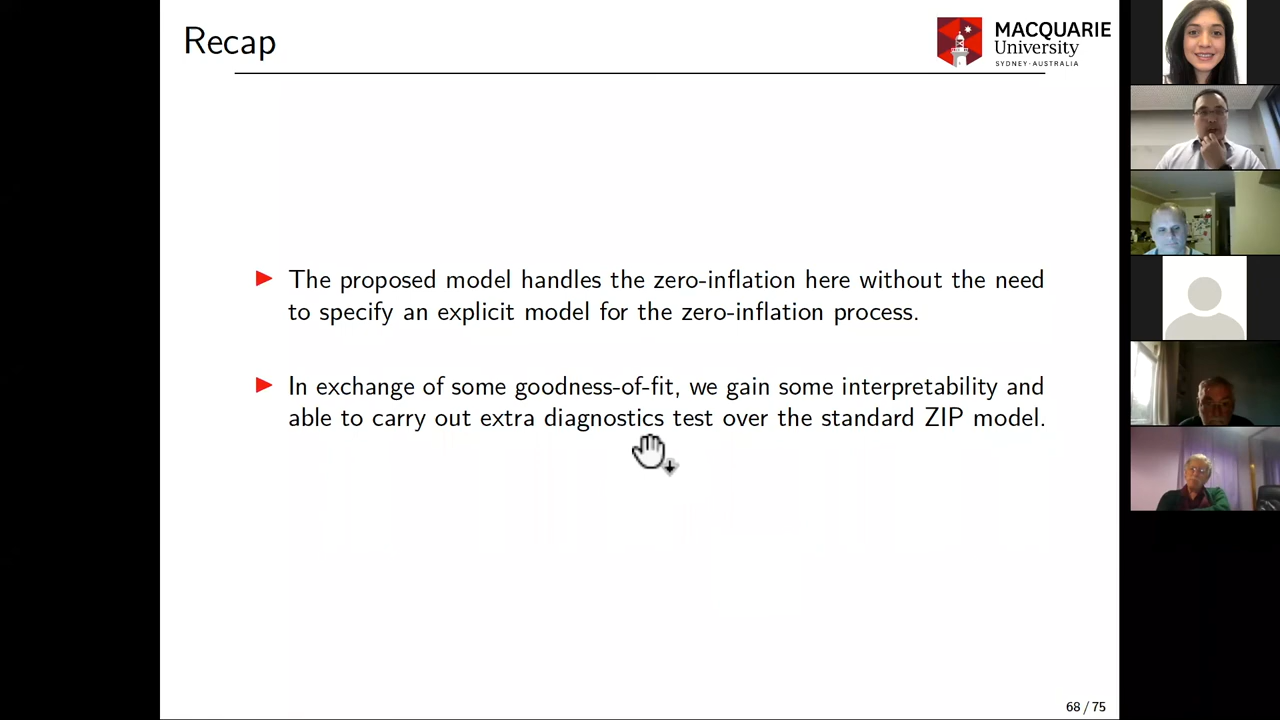 Recap
MACQUARIE
University
SYDNEY·AUSTRALIA
The proposed model handles the zero-inflation here without the need
to specify an explicit model for the zero-inflation process.
In exchange of some goodness-of-fit, we gain some interpretability and
able to carry out extra diagnostics test over the standard ZIP model.
68 / 75